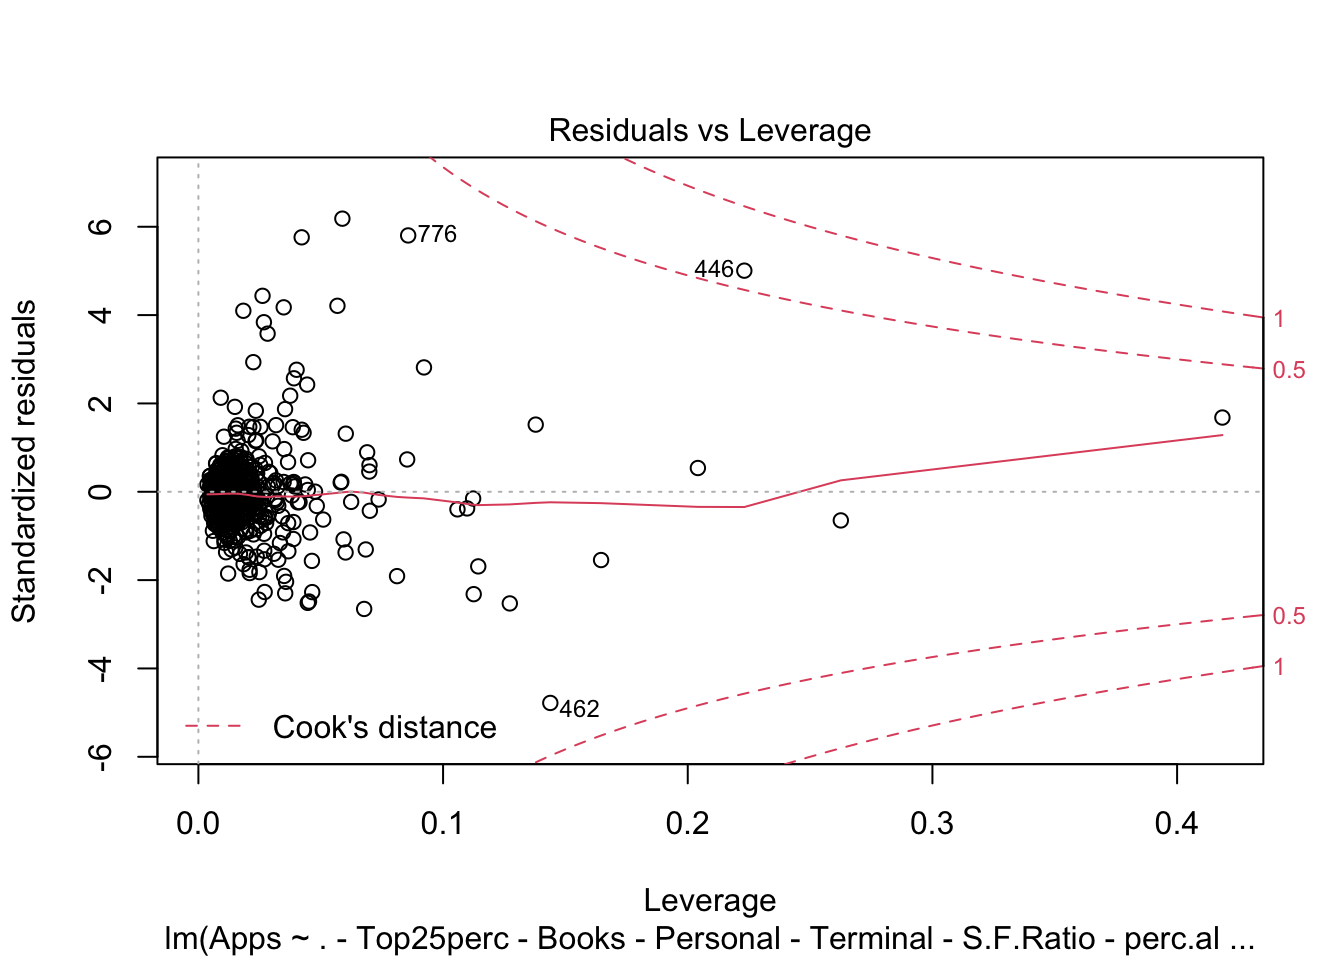 Residuals vs Leverage
Standardized residuals
6
4
2
0
-2
-4
-6
776
446
462
1
0.5
0.5
1
Cook's distance
0.0 0.1 0.2 0.3 0.4
Leverage
lm(Apps ~ . - Top25perc - Books - Personal - Terminal - S.F.Ratio - perc.al ...